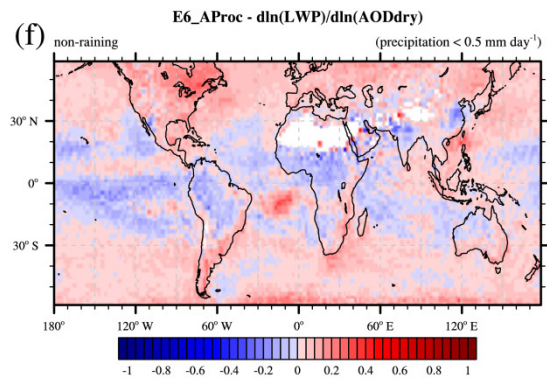 (f)
E6_AProc - dln(LWP)/dln(AODdry)
non-raining (precipitation < 0.5 mm day⁻¹)
30° N
0°
30° S
180° 120° W 60° W 0° 60° E 120° E
-1 -0.8 -0.6 -0.4 -0.2 0 0.2 0.4 0.6 0.8 1